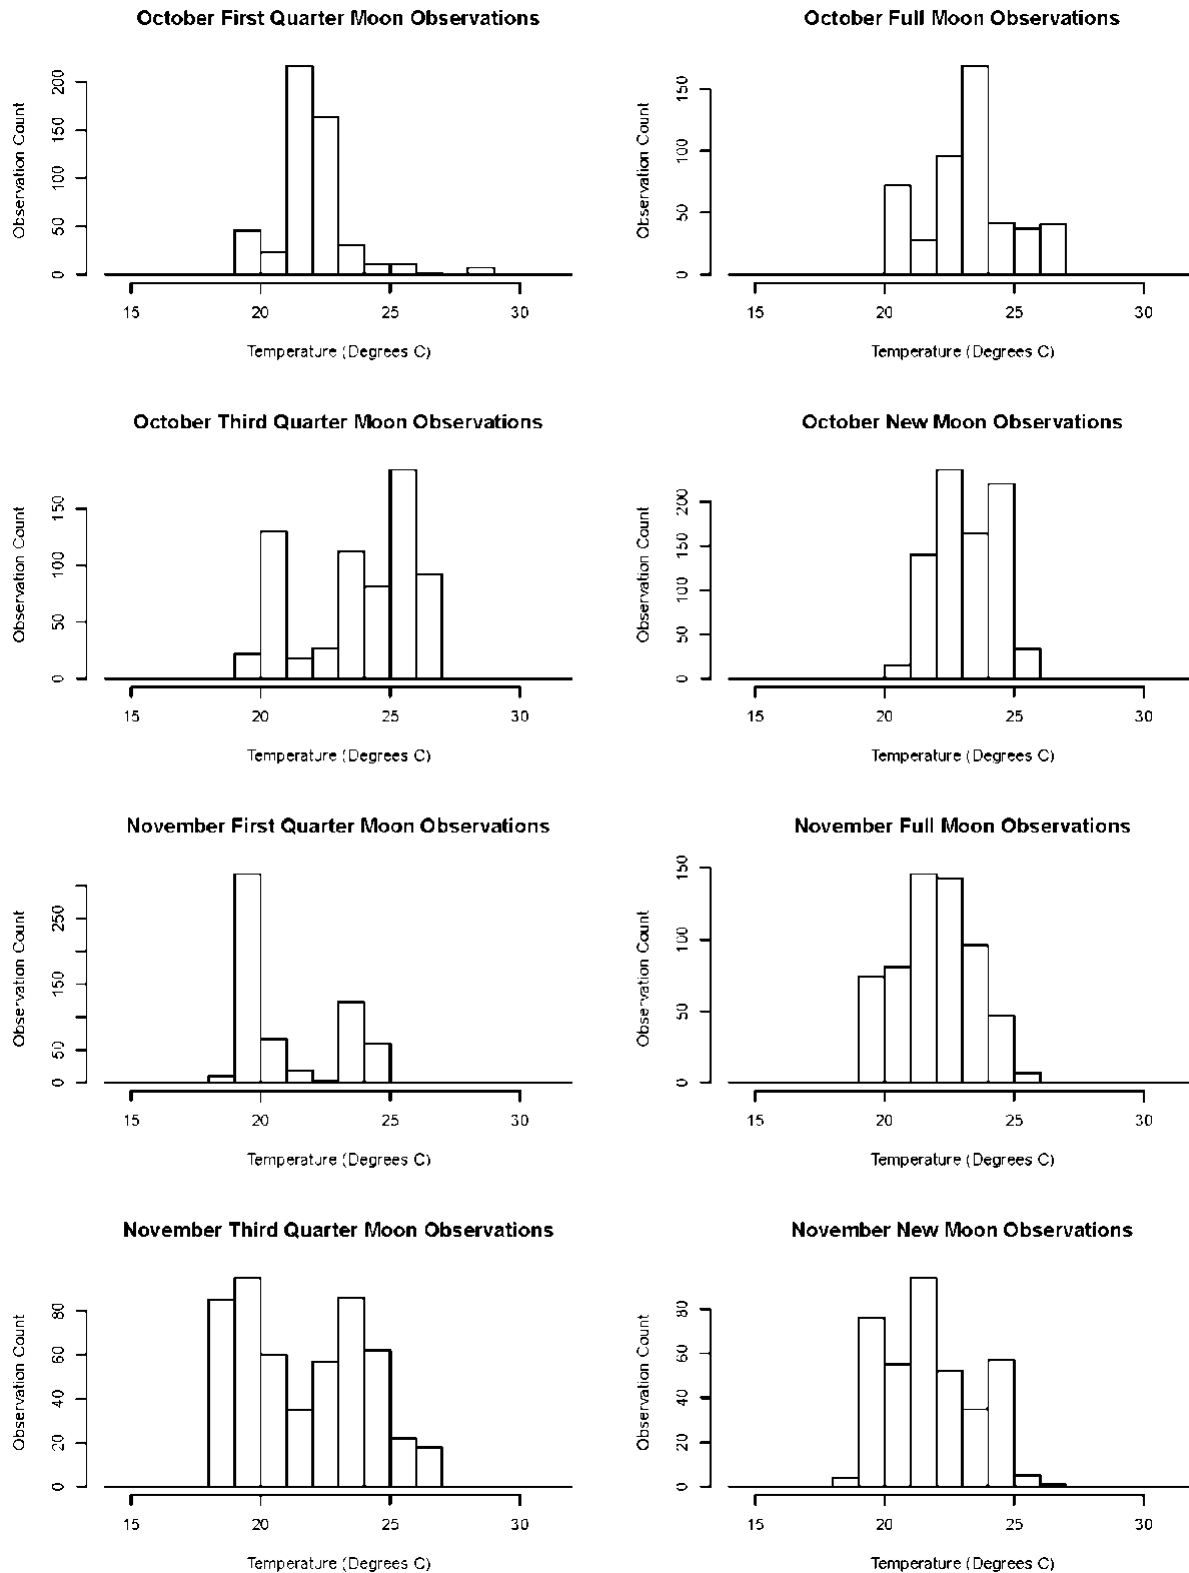 October First Quarter Moon Observations
Observation Count
0 50 100 150 200
15 20 25 30
Temperature (Degrees C)
October Full Moon Observations
Observation Count
0 50 100 150
15 20 25 30
Temperature (Degrees C)
October Third Quarter Moon Observations
Observation Count
0 50 100 150
15 20 25 30
Temperature (Degrees C)
October New Moon Observations
Observation Count
0 50 100 150 200
15 20 25 30
Temperature (Degrees C)
November First Quarter Moon Observations
Observation Count
0 50 150 250
15 20 25 30
Temperature (Degrees C)
November Full Moon Observations
Observation Count
0 50 100 150
15 20 25 30
Temperature (Degrees C)
November Third Quarter Moon Observations
Observation Count
0 20 40 60 80
15 20 25 30
Temperature (Degrees C)
November New Moon Observations
Observation Count
0 20 40 60 80
15 20 25 30
Temperature (Degrees C)